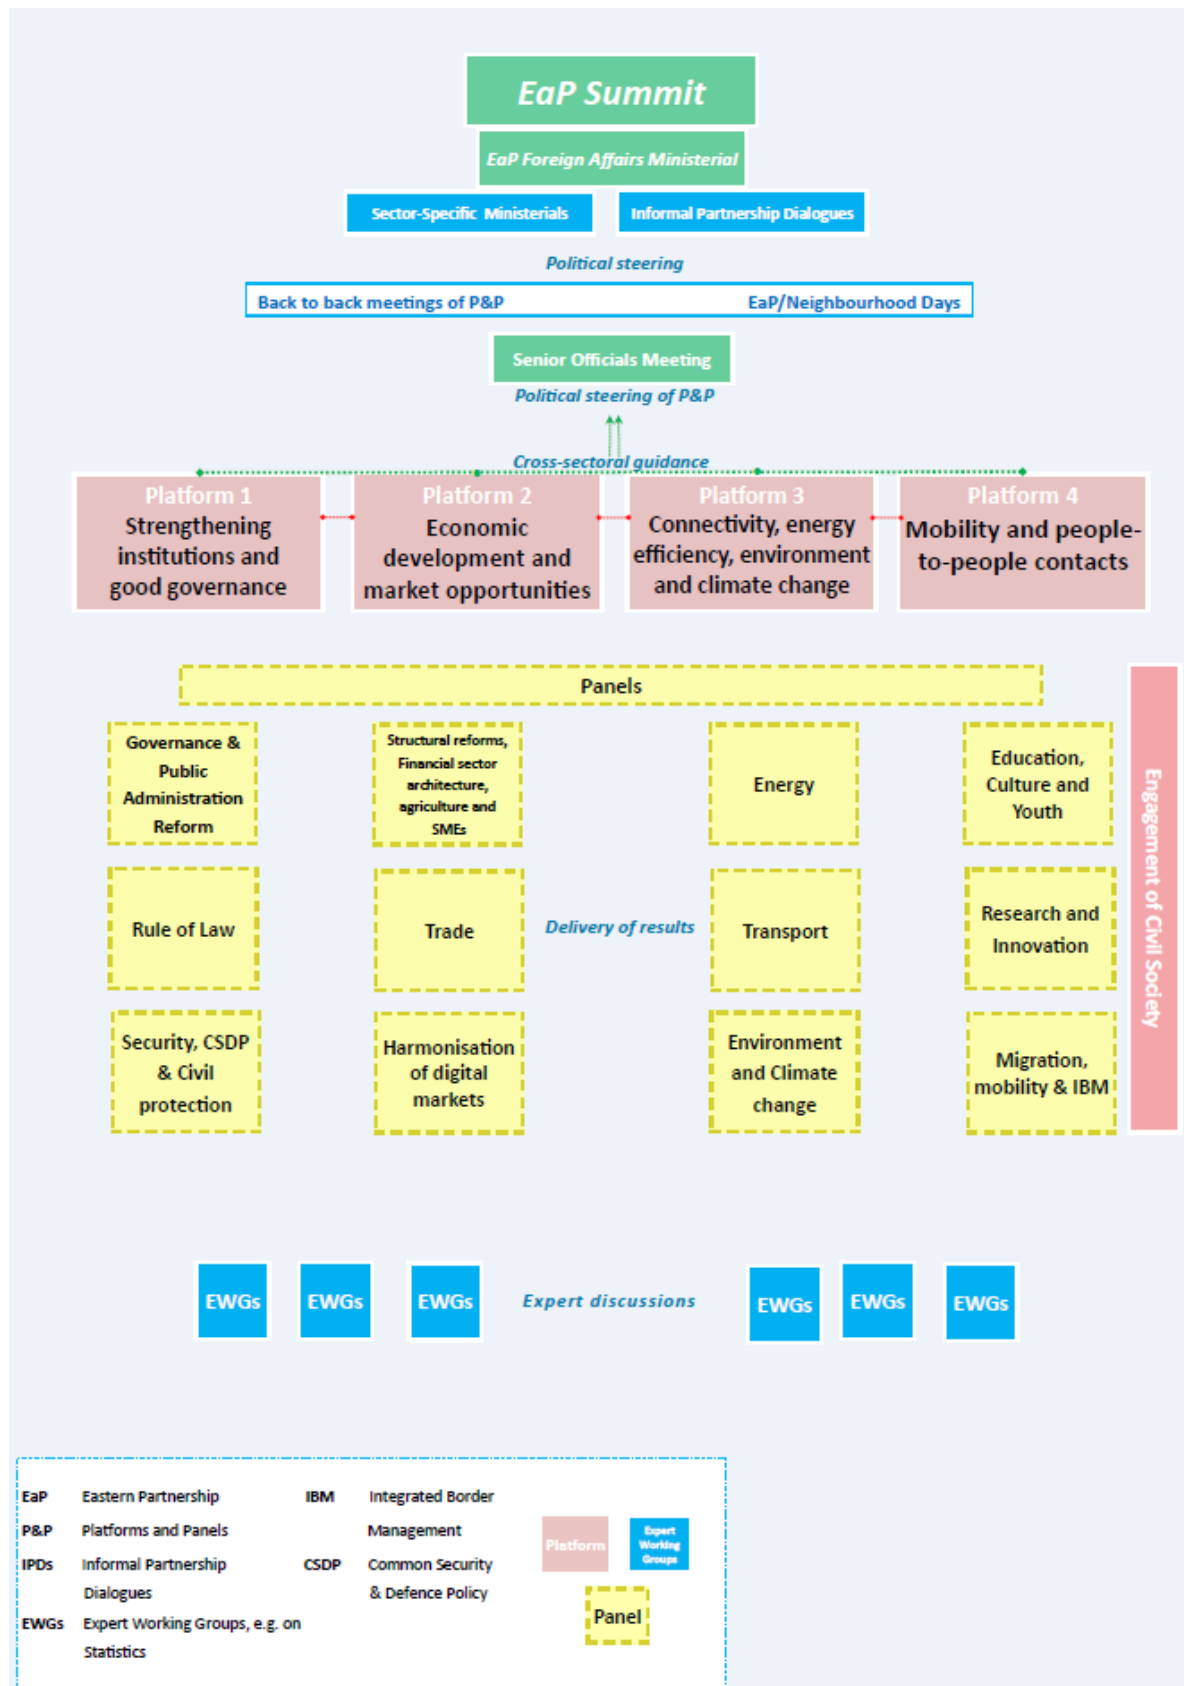 EaP Summit
EaP Foreign Affairs Ministerial
Sector-Specific Ministerials
Informal Partnership Dialogues
Political steering
Back to back meetings of P&P
EaP/Neighbourhood Days
Senior Officials Meeting
Political steering of P&P
Cross-sectoral guidance
Platform 1
Strengthening
institutions and
good governance
Platform 2
Economic
development and
market opportunities
Platform 3
Connectivity, energy
efficiency, environment
and climate change
Platform 4
Mobility and people-
to-people contacts
Panels
Governance &
Public
Administration
Reform
Structural reforms,
Financial sector
architecture,
agriculture and
SMEs
Energy
Education,
Culture and
Youth
Rule of Law
Trade
Delivery of results
Transport
Research and
Innovation
Security, CSDP
& Civil
protection
Harmonisation
of digital
markets
Environment
and Climate
change
Migration,
mobility & IBM
Engagement of Civil Society
EWGs
EWGs
EWGs
Expert discussions
EWGs
EWGs
EWGs
EaP Eastern Partnership
P&P Platforms and Panels
IPDs Informal Partnership
Dialogues
EWGs Expert Working Groups, e.g. on
Statistics
IBM Integrated Border
Management
CSDP Common Security
& Defence Policy
Platform
Expert
Working
Groups
Panel